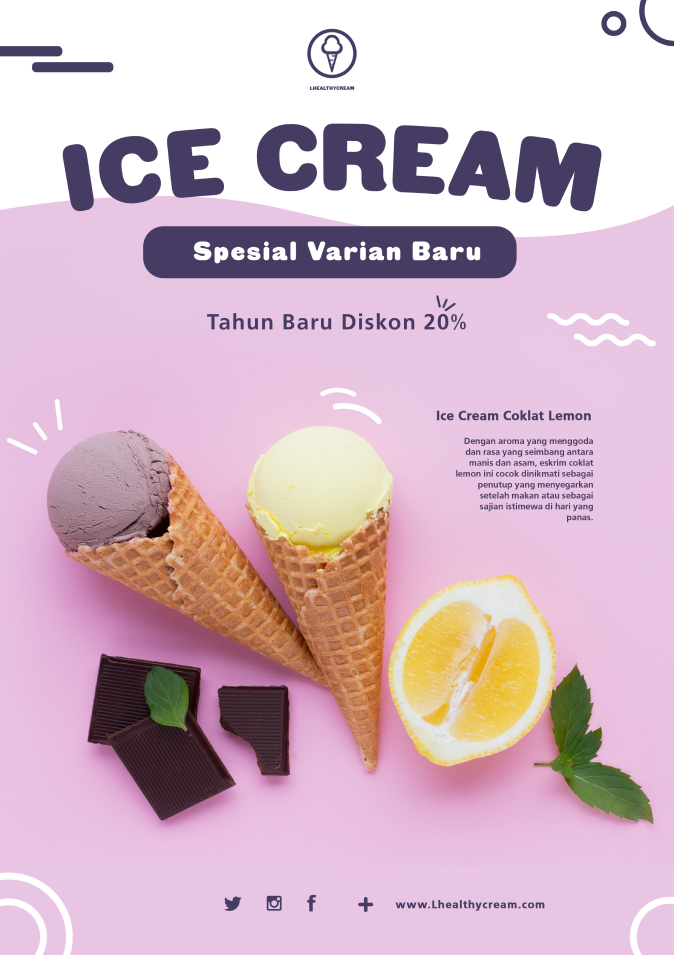 LHEALTHYCREAM
ICE CREAM
Spesial Varian Baru
Tahun Baru Diskon 20%
Ice Cream Coklat Lemon
Dengan aroma yang menggoda
dan rasa yang seimbang antara
manis dan asam, eskrim coklat
lemon ini cocok dinikmati sebagai
penutup yang menyegarkan
setelah makan atau sebagai
sajian istimewa di hari yang
panas.
www.Lhealthycream.com